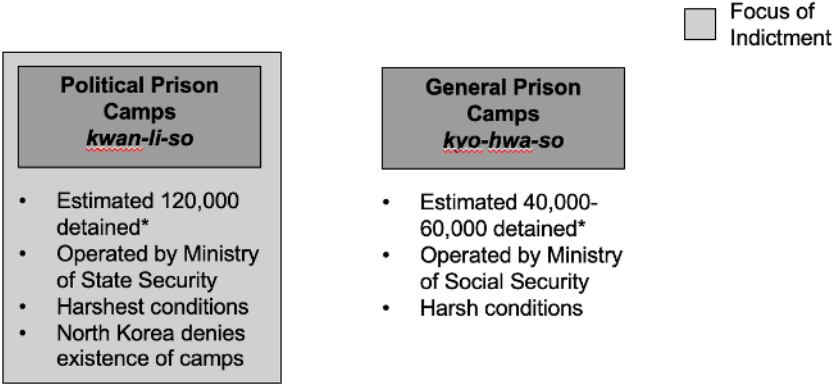 Focus of
Indictment
Political Prison
Camps
kwan-li-so
• Estimated 120,000
detained*
• Operated by Ministry
of State Security
• Harshest conditions
• North Korea denies
existence of camps
General Prison
Camps
kyo-hwa-so
• Estimated 40,000-
60,000 detained*
• Operated by Ministry
of Social Security
• Harsh conditions